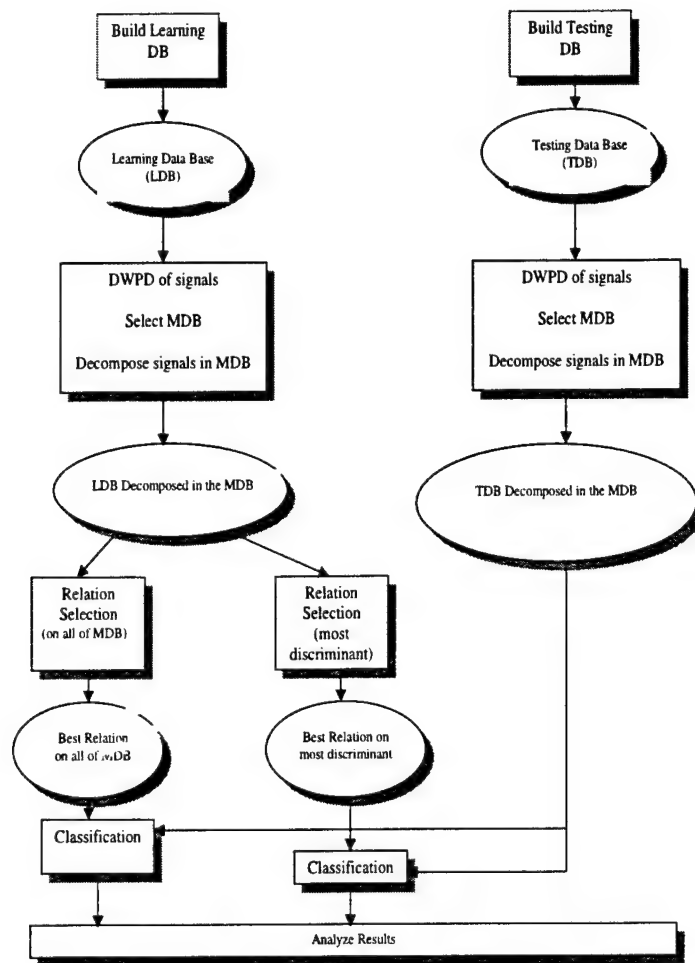 Build Learning
DB
Build Testing
DB
Learning Data Base
(LDB)
Testing Data Base
(TDB)
DWPD of signals
Select MDB
Decompose signals in MDB
DWPD of signals
Select MDB
Decompose signals in MDB
LDB Decomposed in the MDB
TDB Decomposed in the MDB
Relation
Selection
(on all of MDB)
Relation
Selection
(most
discriminant)
Best Relation
on all of MDB
Best Relation on
most discriminant
Classification
Classification
Analyze Results